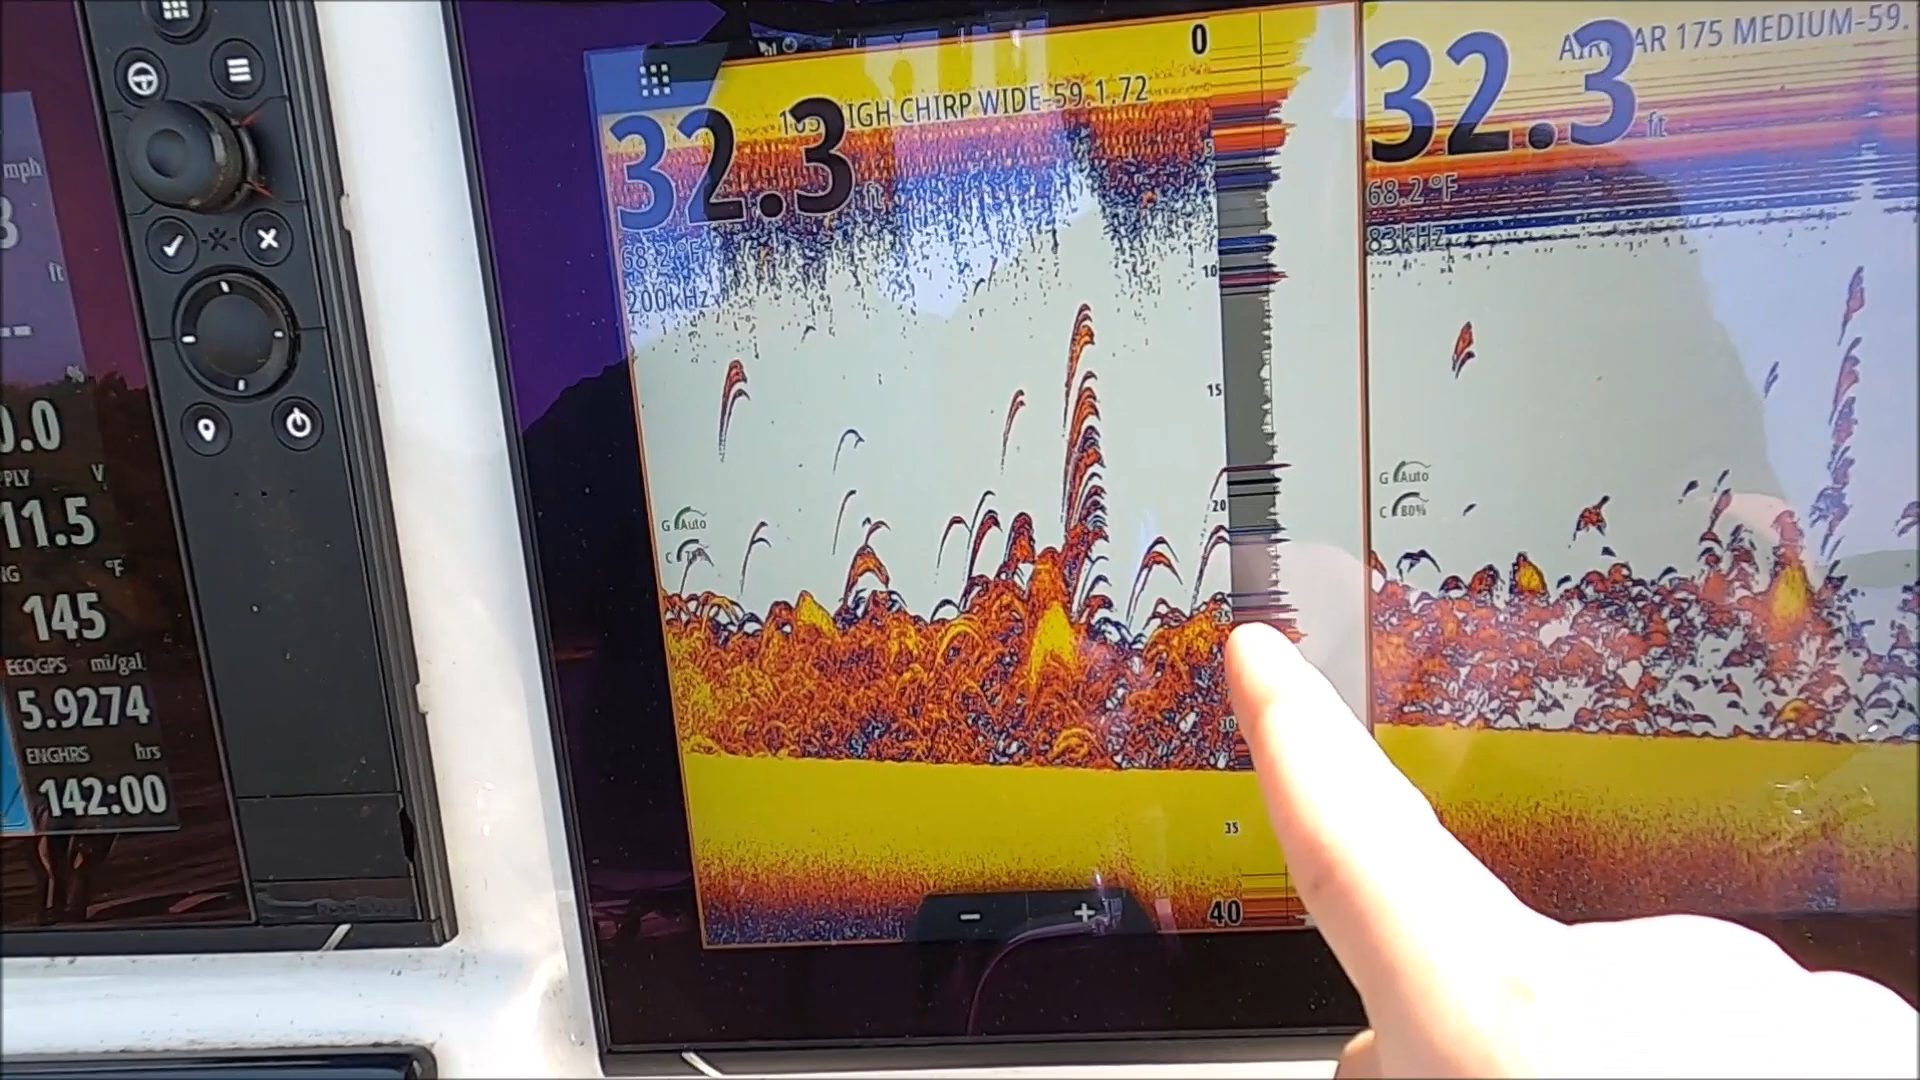 mph
ft
%
0.0
V
11.5
°F
145
ECOGPS mi/gal
5.9274
ENGHRS hrs
142:00
0
IGH CHIRP WIDE-59.1.72
32.3 ft
68.2°F
200kHz
5
10
15
G Auto
C
20
25
35
40
AR 175 MEDIUM-59.
32.3 ft
68.2 °F
83kHz
G Auto
C 80%